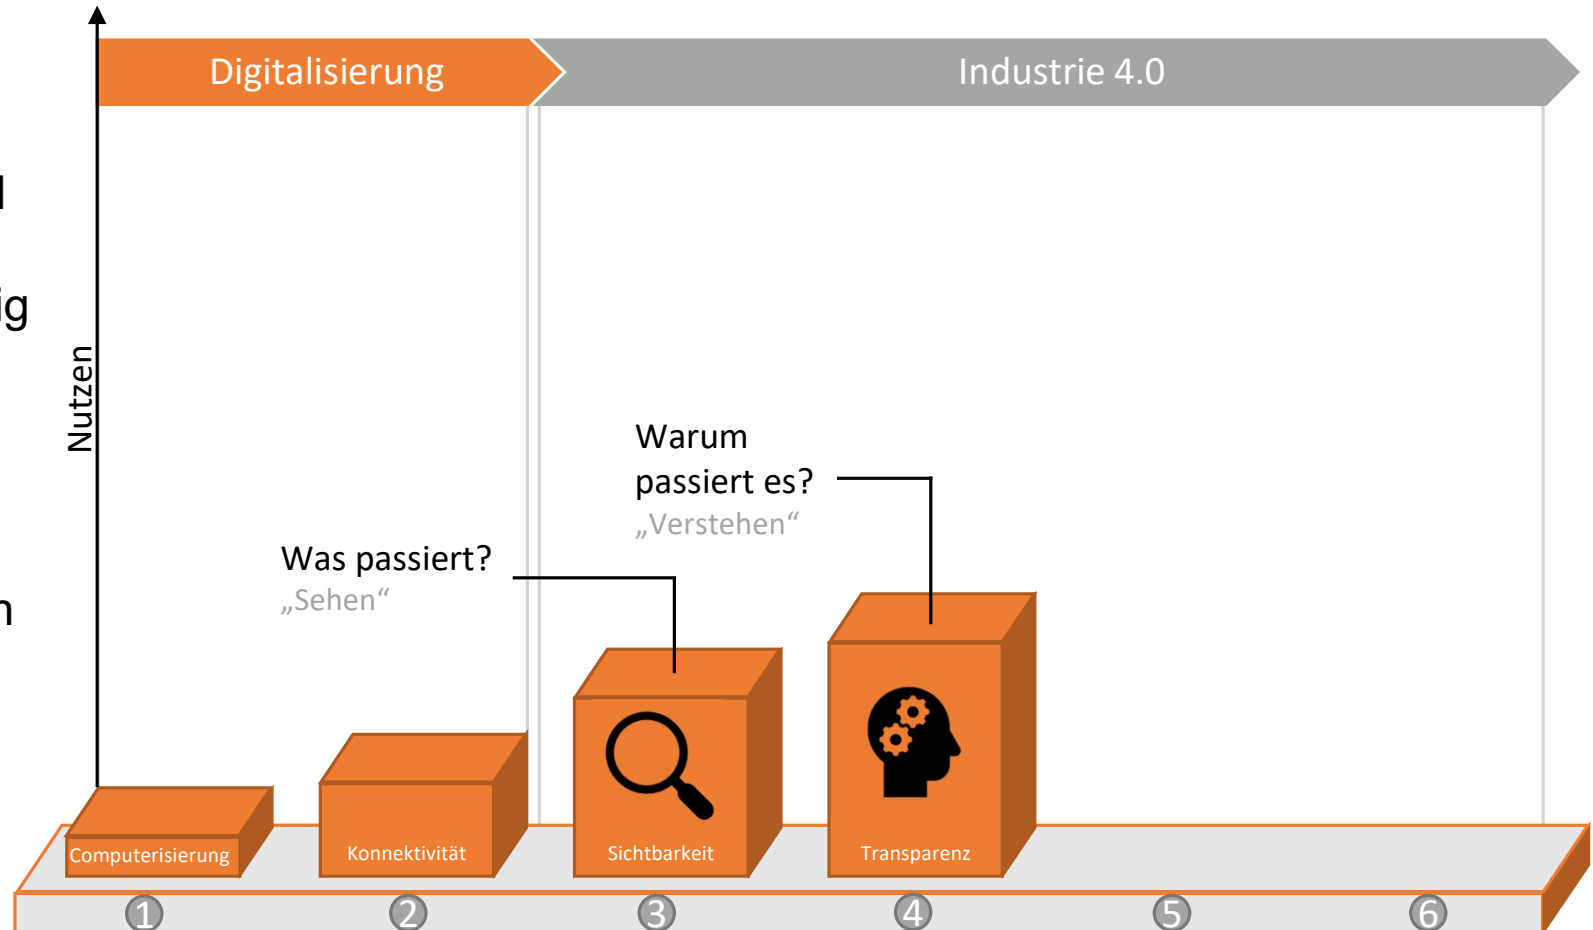 Digitalisierung
Industrie 4.0
ig
Nutzen
Warum
passiert es?
„Verstehen“
Was passiert?
„Sehen“
Computerisierung
Konnektivität
Sichtbarkeit
Transparenz
1
2
3
4
5
6